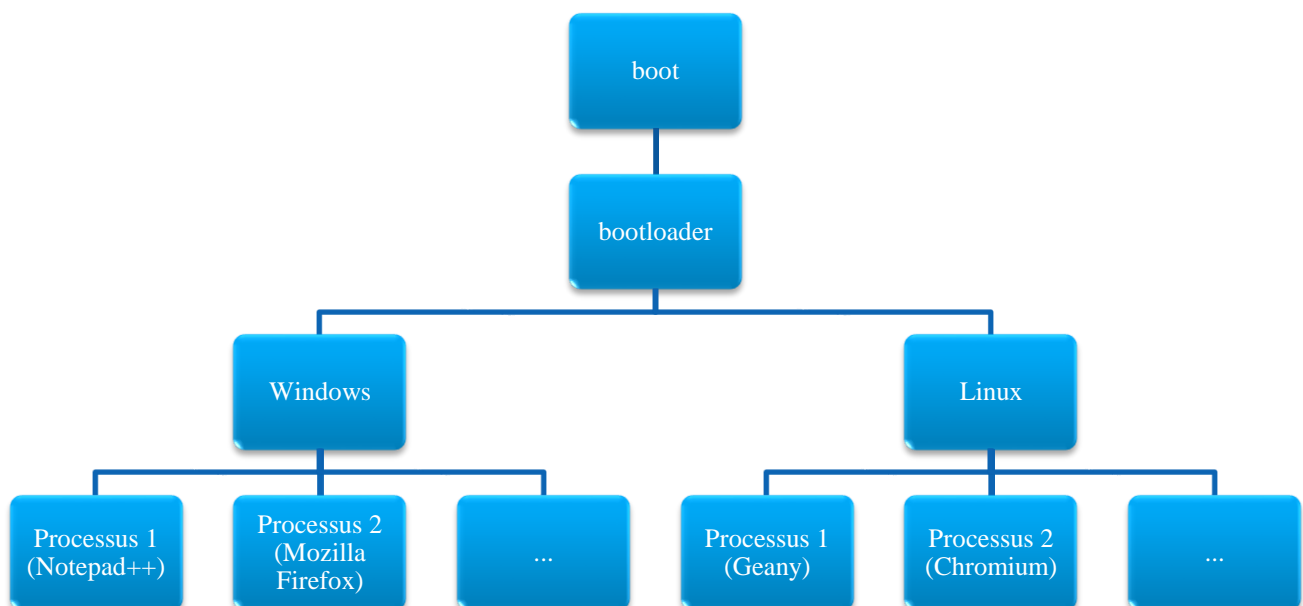 boot
bootloader
Windows
Linux
Processus 1
(Notepad++)
Processus 2
(Mozilla
Firefox)
...
Processus 1
(Geany)
Processus 2
(Chromium)
...